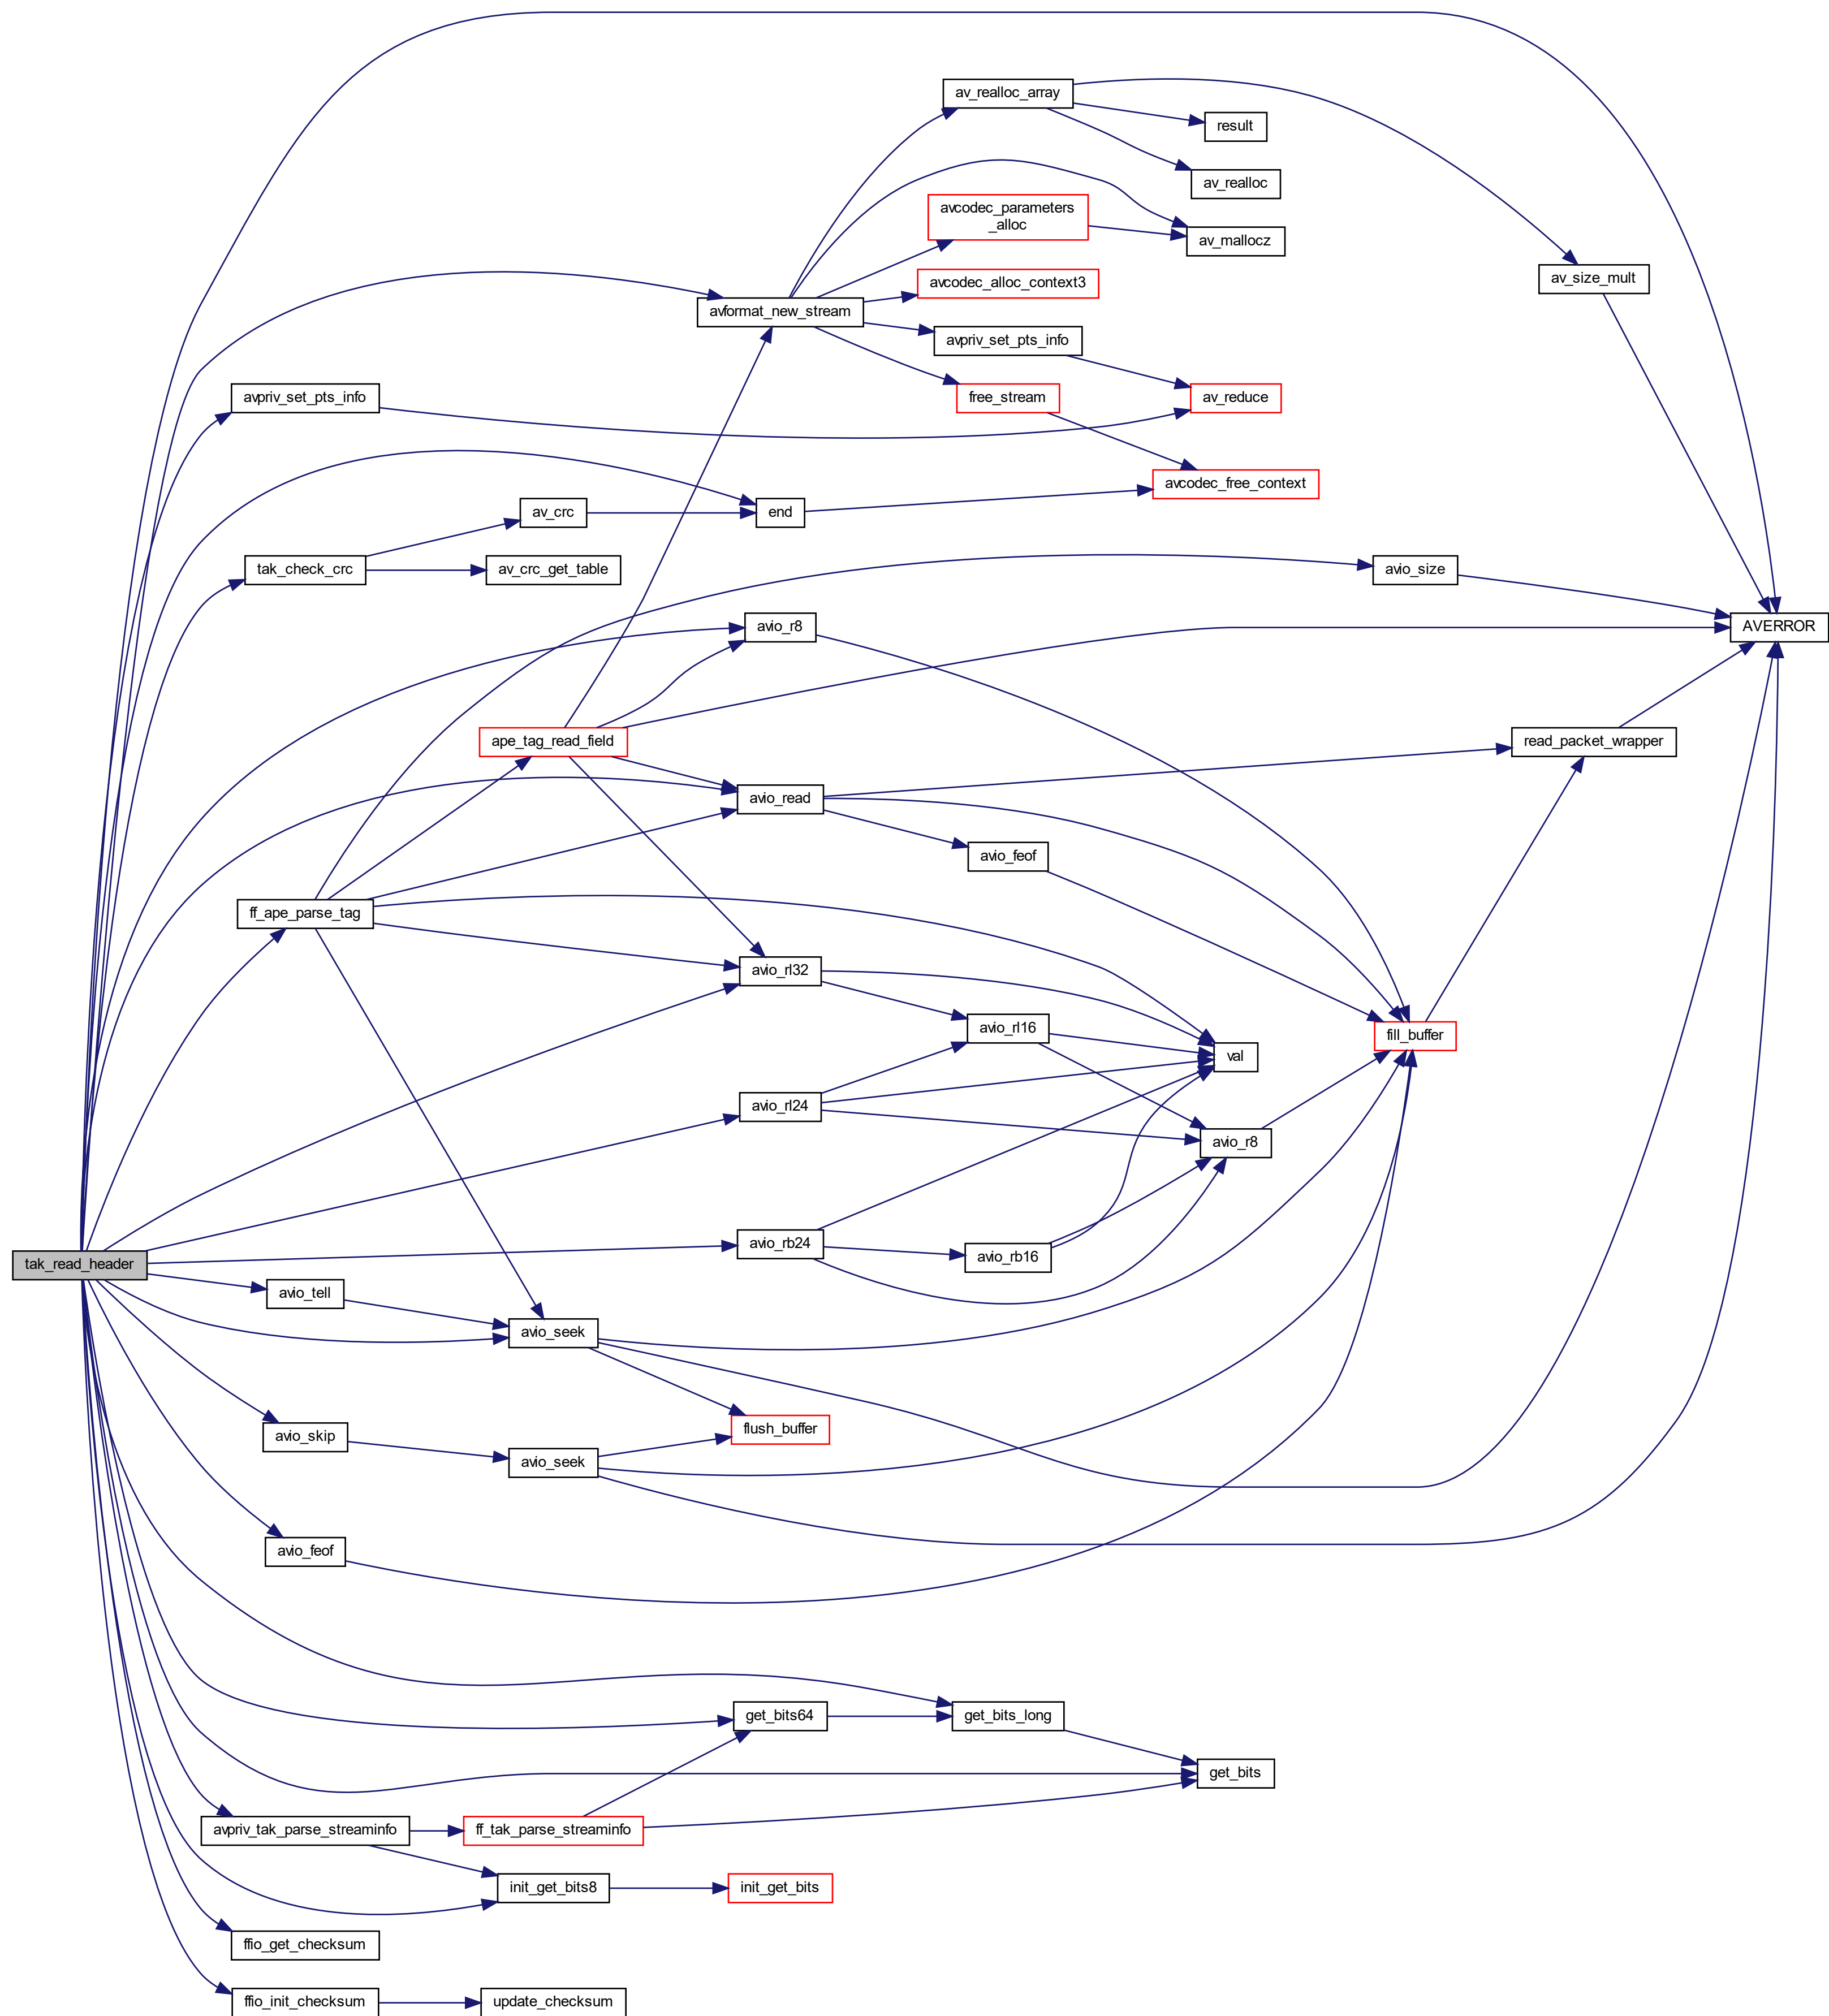 av_realloc_array
result
av_realloc
avcodec_parameters
_alloc
av_mallocz
av_size_mult
avcodec_alloc_context3
avformat_new_stream
avpriv_set_pts_info
avpriv_set_pts_info
free_stream
av_reduce
avcodec_free_context
av_crc
end
tak_check_crc
av_crc_get_table
avio_size
avio_r8
AVERROR
ape_tag_read_field
read_packet_wrapper
avio_read
avio_feof
ff_ape_parse_tag
avio_rl32
avio_rl16
fill_buffer
val
avio_rl24
avio_r8
avio_rb24
avio_rb16
tak_read_header
avio_tell
avio_seek
flush_buffer
avio_skip
avio_seek
avio_feof
get_bits64
get_bits_long
get_bits
avpriv_tak_parse_streaminfo
ff_tak_parse_streaminfo
init_get_bits8
init_get_bits
ffio_get_checksum
ffio_init_checksum
update_checksum